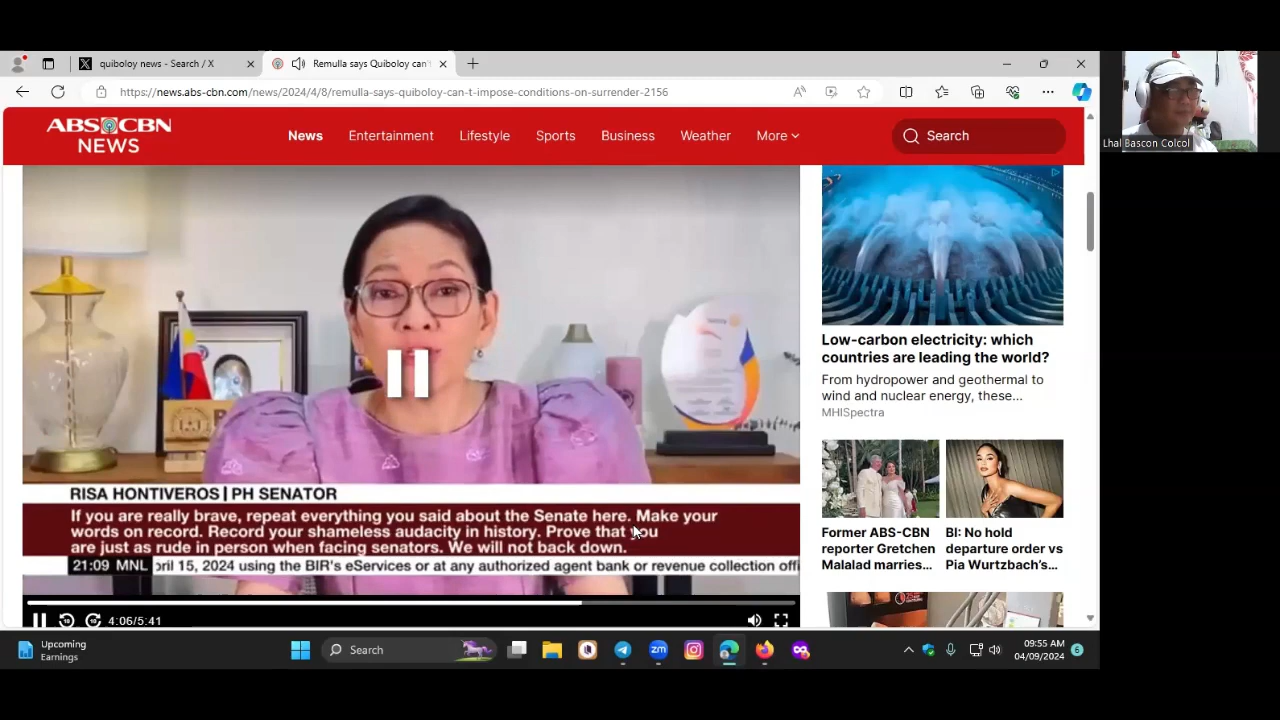 quiboloy news - Search / X
Remulla says Quiboloy can't
https://news.abs-cbn.com/news/2024/4/8/remulla-says-quiboloy-can-t-impose-conditions-on-surrender-2156
ABS CBN
NEWS
News Entertainment Lifestyle Sports Business Weather More
Search
Lhal Bascon Colcol
RISA HONTIVEROS | PH SENATOR
If you are really brave, repeat everything you said about the Senate here. Make your
words on record. Record your shameless audacity in history. Prove that you
are just as rude in person when facing senators. We will not back down.
21:09 MNL pril 15, 2024 using the BIR's eServices or at any authorized agent bank or revenue collection offi
4:06/5:41
Low-carbon electricity: which
countries are leading the world?
From hydropower and geothermal to
wind and nuclear energy, these...
MHISpectra
Former ABS-CBN
reporter Gretchen
Malalad marries...
BI: No hold
departure order vs
Pia Wurtzbach's...
Upcoming
Earnings
Search
zm
09:55 AM
04/09/2024
6